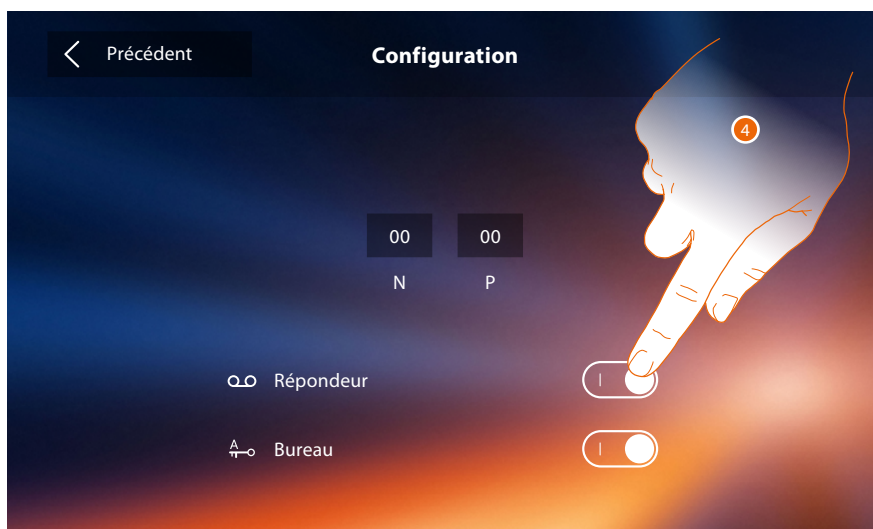 Précédent
Configuration
4
00 00
N P
Répondeur
A Bureau